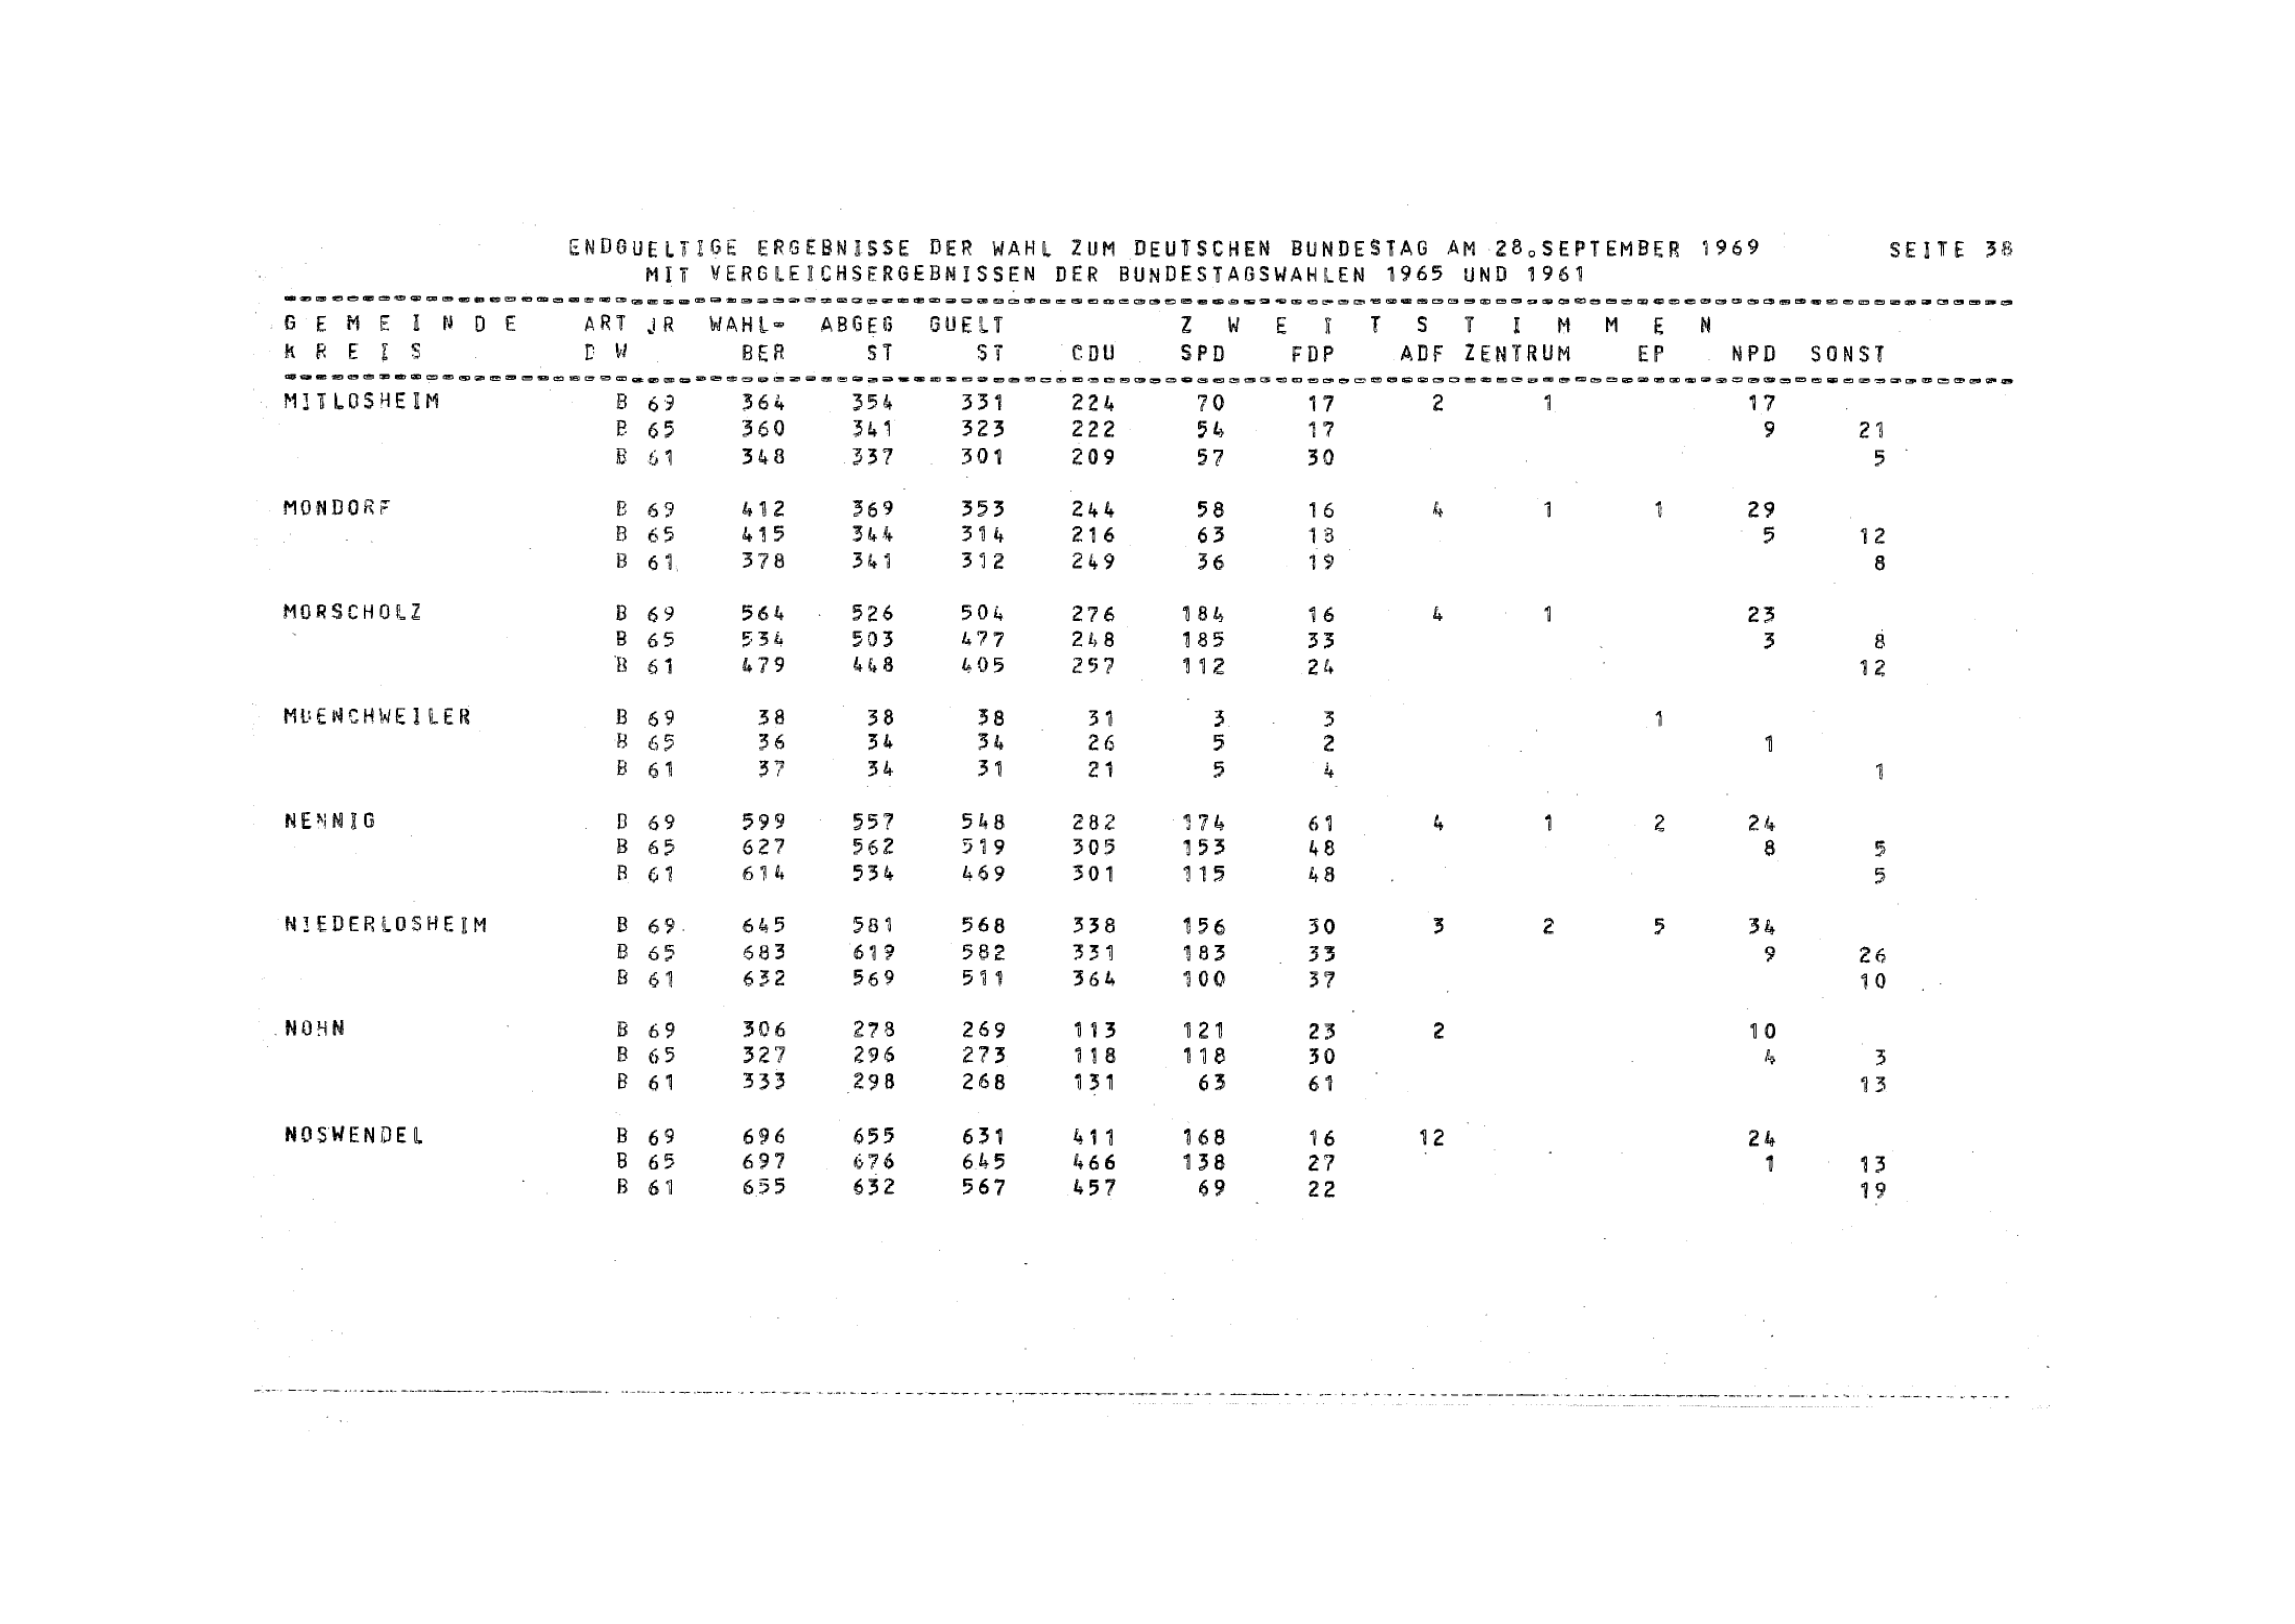 ENDGUELTIGE ERGEBNISSE DER WAHL ZUM DEUTSCHEN BUNDESTAG AM 28.SEPTEMBER 1969 SEITE 38
MIT VERGLEICHSERGEBNISSEN DER BUNDESTAGSWAHLEN 1965 UND 1961
G E M E I N D E ART JR WAHL- ABGEG GUELT Z W E I T S T I M M E N
K R E I S D W BER ST ST CDU SPD FDP ADF ZENTRUM EP NPD SONST
MITLOSHEIM B 69 364 354 331 224 70 17 2 1 17
B 65 360 341 323 222 54 17 9 21
B 61 348 337 301 209 57 30 5
MONDORF B 69 412 369 353 244 58 16 4 1 1 29
B 65 415 344 314 216 63 18 5 12
B 61 378 341 312 249 36 19 8
MORSCHOLZ B 69 564 526 504 276 184 16 4 1 23
B 65 534 503 477 248 185 33 3 8
B 61 479 448 405 257 112 24 12
MUENCHWEILER B 69 38 38 38 31 3 3 1
B 65 36 34 34 26 5 2 1
B 61 37 34 31 21 5 4 1
NENNIG B 69 599 557 548 282 174 61 4 1 2 24
B 65 627 562 519 305 153 48 8 5
B 61 614 534 469 301 115 48 5
NIEDERLOSHEIM B 69 645 581 568 338 156 30 3 2 5 34
B 65 683 619 582 331 183 33 9 26
B 61 632 569 511 364 100 37 10
NOHN B 69 306 278 269 113 121 23 2 10
B 65 327 296 273 118 118 30 4 3
B 61 333 298 268 131 63 61 13
NOSWENDEL B 69 696 655 631 411 168 16 12 24
B 65 697 676 645 466 138 27 1 13
B 61 655 632 567 457 69 22 19